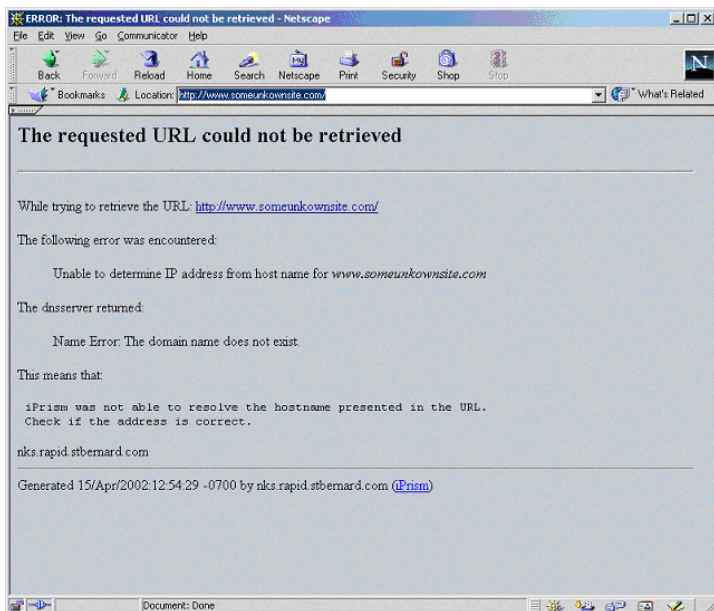 ERROR: The requested URL could not be retrieved - Netscape
File Edit View Go Communicator Help
My
Back Forward Reload Home Search Netscape Print Security Shop Stop
N
Bookmarks Location: http://www.someunkownsite.com/ What's Related
The requested URL could not be retrieved
While trying to retrieve the URL: http://www.someunkownsite.com/
The following error was encountered:
Unable to determine IP address from host name for www.someunkownsite.com
The dnsserver returned:
Name Error: The domain name does not exist.
This means that:
iPrism was not able to resolve the hostname presented in the URL.
Check if the address is correct.
nks.rapid.stbernard.com
Generated 15/Apr/2002:12:54:29 -0700 by nks.rapid.stbernard.com (iPrism)
Document: Done